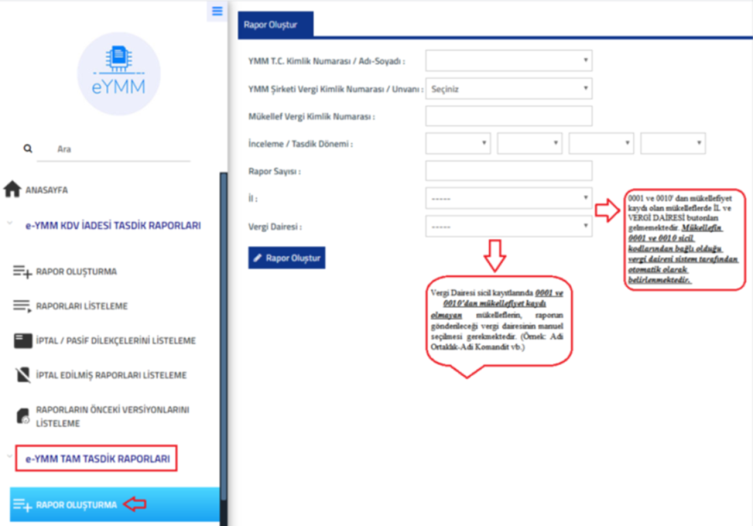 eYMM
Ara
ANASAYFA
e-YMM KDV İADESİ TASDİK RAPORLARI
RAPOR OLUŞTURMA
RAPORLARI LİSTELEME
İPTAL / PASİF DİLEKÇELERİNİ LİSTELEME
İPTAL EDİLMİŞ RAPORLARI LİSTELEME
RAPORLARIN ÖNCEKİ VERSİYONLARINI
LİSTELEME
e-YMM TAM TASDİK RAPORLARI
RAPOR OLUŞTURMA
Rapor Oluştur
YMM T.C. Kimlik Numarası / Adı-Soyadı :
YMM Şirketi Vergi Kimlik Numarası / Unvanı : Seçiniz
Mükellef Vergi Kimlik Numarası :
İnceleme / Tasdik Dönemi :
Rapor Sayısı :
İl : -----
Vergi Dairesi : -----
Rapor Oluştur
0001 ve 0010' dan mükellefiyet
kaydı olan mükelleflerde İL ve
VERGİ DAİRESİ butonları
gelmemektedir. Mükellefin
0001 ve 0010 sicil
kodlarından bağlı olduğu
vergi dairesi sistem tarafından
otomatik olarak
belirlenmektedir.
Vergi Dairesi sicil kayıtlarında 0001 ve
0010'dan mükellefiyet kaydı
olmayan mükelleflerin, raporun
gönderileceği vergi dairesinin manuel
seçilmesi gerekmektedir. (Örnek: Adi
Ortaklık-Adi Komandit vb.)